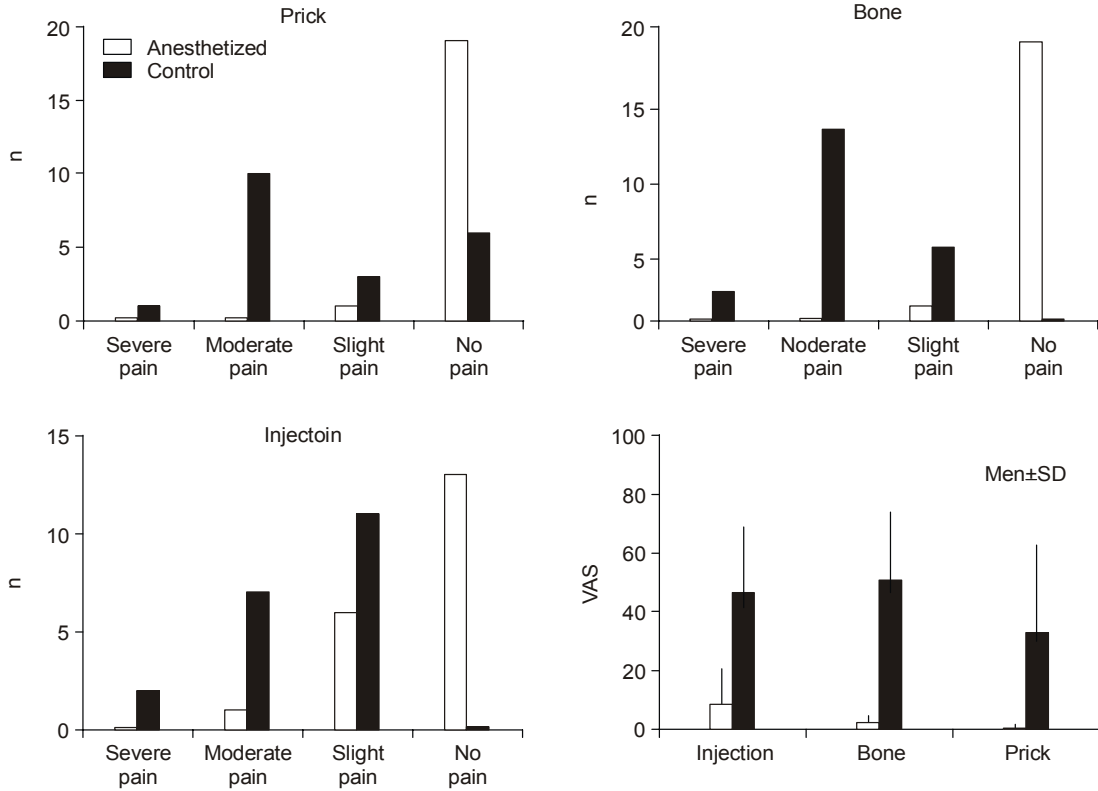 Prick
20
15
10
5
0
n
Anesthetized
Control
Severe pain
Moderate pain
Slight pain
No pain
Bone
20
15
10
5
0
n
Severe pain
Noderate pain
Slight pain
No pain
Injectoin
15
10
5
0
n
Severe pain
Moderate pain
Slight pain
No pain
100
80
60
40
20
0
VAS
Men±SD
Injection
Bone
Prick